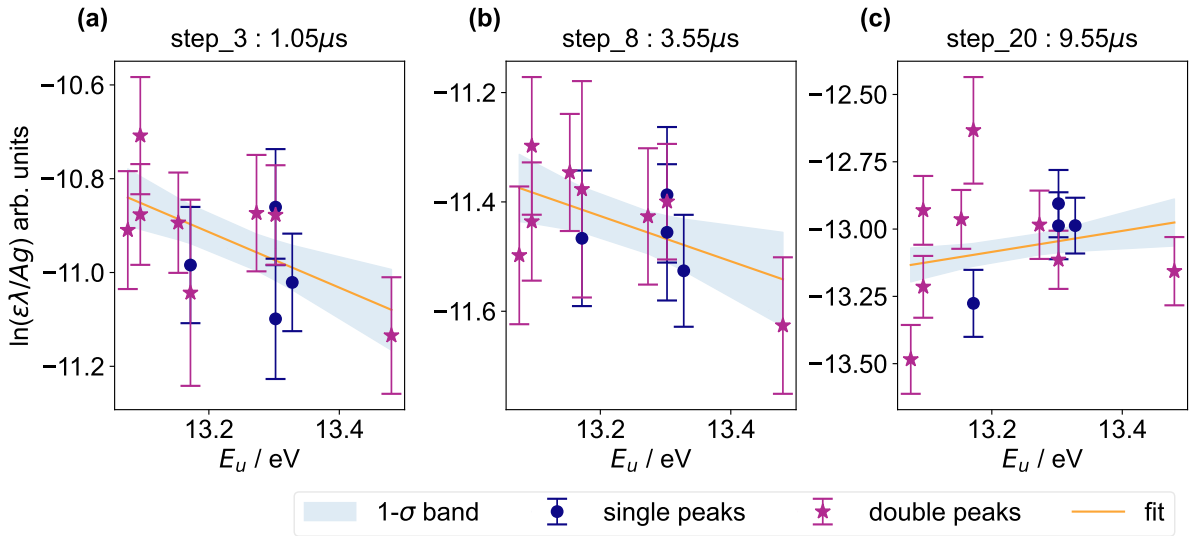 (a)
step_3 : 1.05μs
(b)
step_8 : 3.55μs
(c)
step_20 : 9.55μs
ln(ελ/Ag) arb. units
−10.6
−10.8
−11.0
−11.2
13.2
13.4
E_u / eV
−11.2
−11.4
−11.6
13.2
13.4
E_u / eV
−12.50
−12.75
−13.00
−13.25
−13.50
13.2
13.4
E_u / eV
1-σ band
single peaks
double peaks
fit